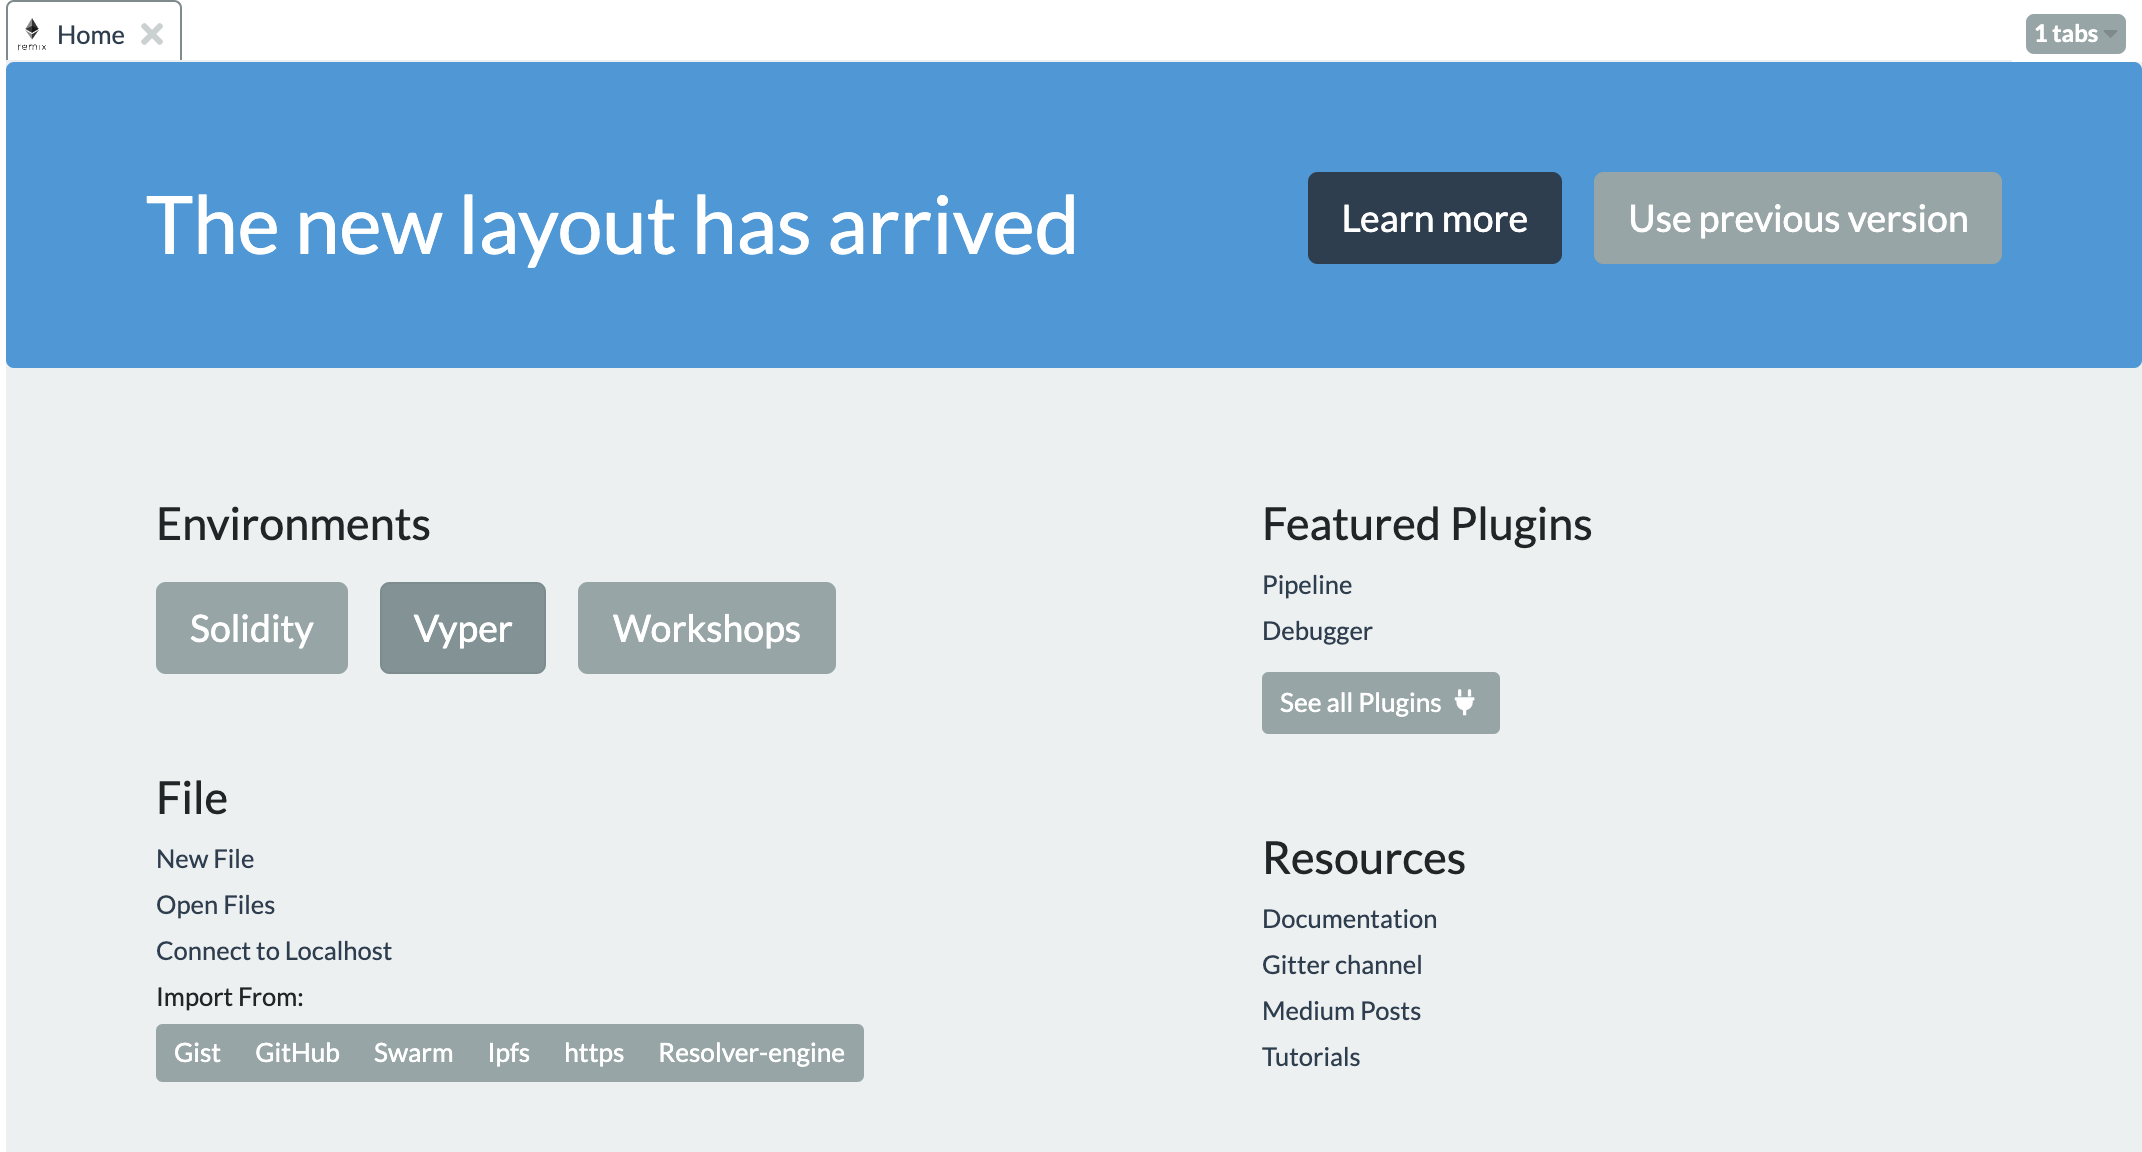 remix Home
1 tabs
The new layout has arrived
Learn more
Use previous version
Environments
Solidity
Vyper
Workshops
File
New File
Open Files
Connect to Localhost
Import From:
Gist GitHub Swarm Ipfs https Resolver-engine
Featured Plugins
Pipeline
Debugger
See all Plugins
Resources
Documentation
Gitter channel
Medium Posts
Tutorials